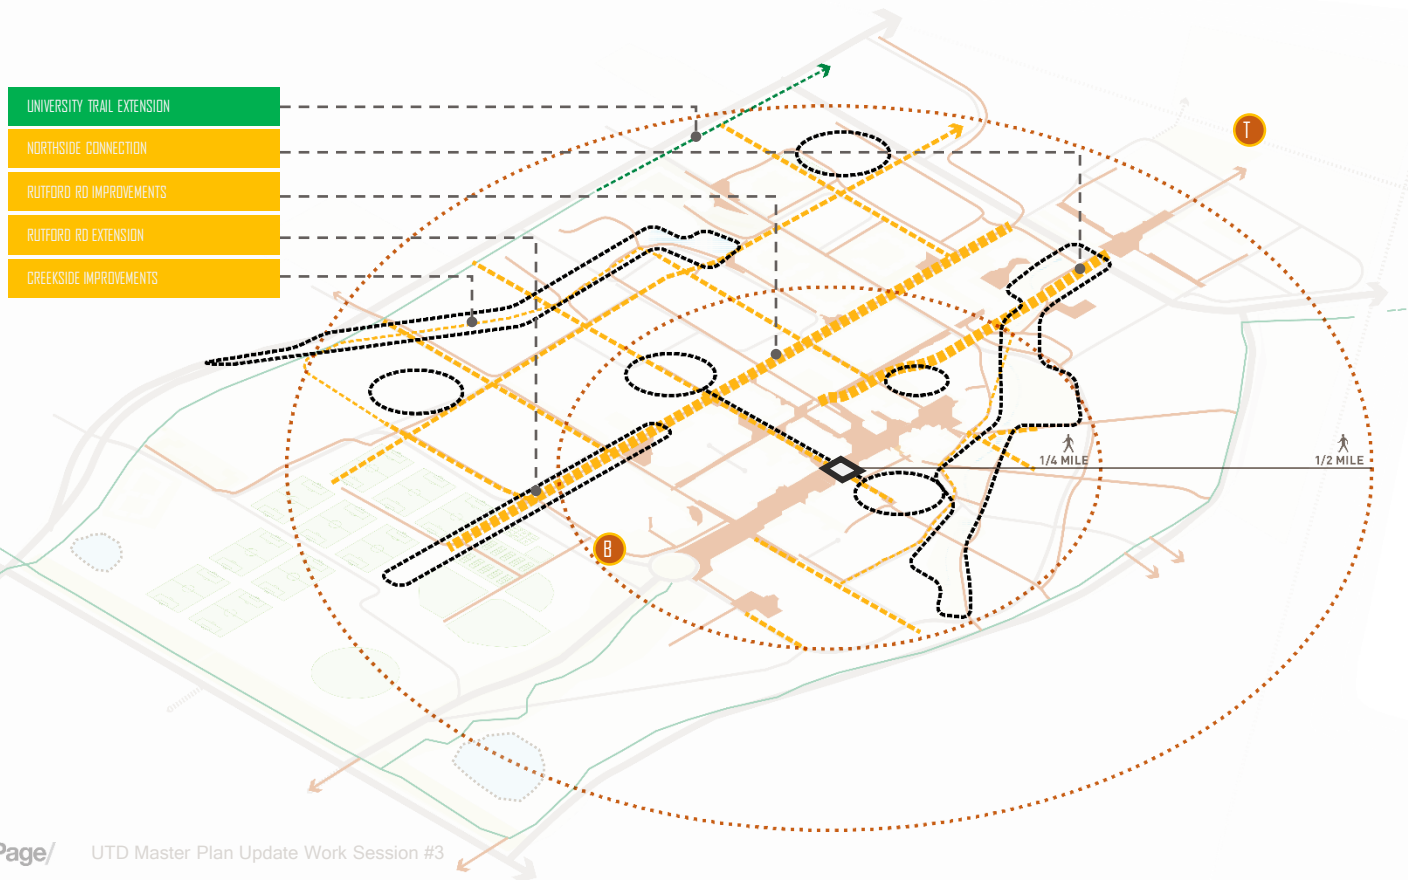 UNIVERSITY TRAIL EXTENSION
NORTHSIDE CONNECTION
RUTFORD RD IMPROVEMENTS
RUTFORD RD EXTENSION
CREEKSIDE IMPROVEMENTS
T
1/4 MILE
1/2 MILE
B
Page/
UTD Master Plan Update Work Session #3